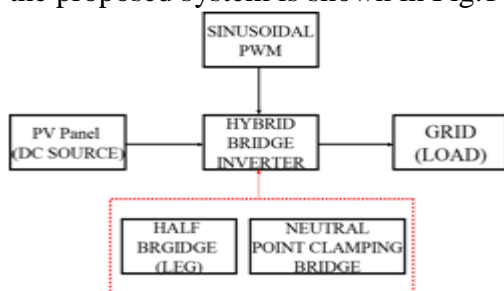 the proposed system is shown in Fig.1
SINUSOIDAL
PWM
PV Panel
(DC SOURCE)
HYBRID
BRIDGE
INVERTER
GRID
(LOAD)
HALF
BRGIDGE
(LEG)
NEUTRAL
POINT CLAMPING
BRIDGE